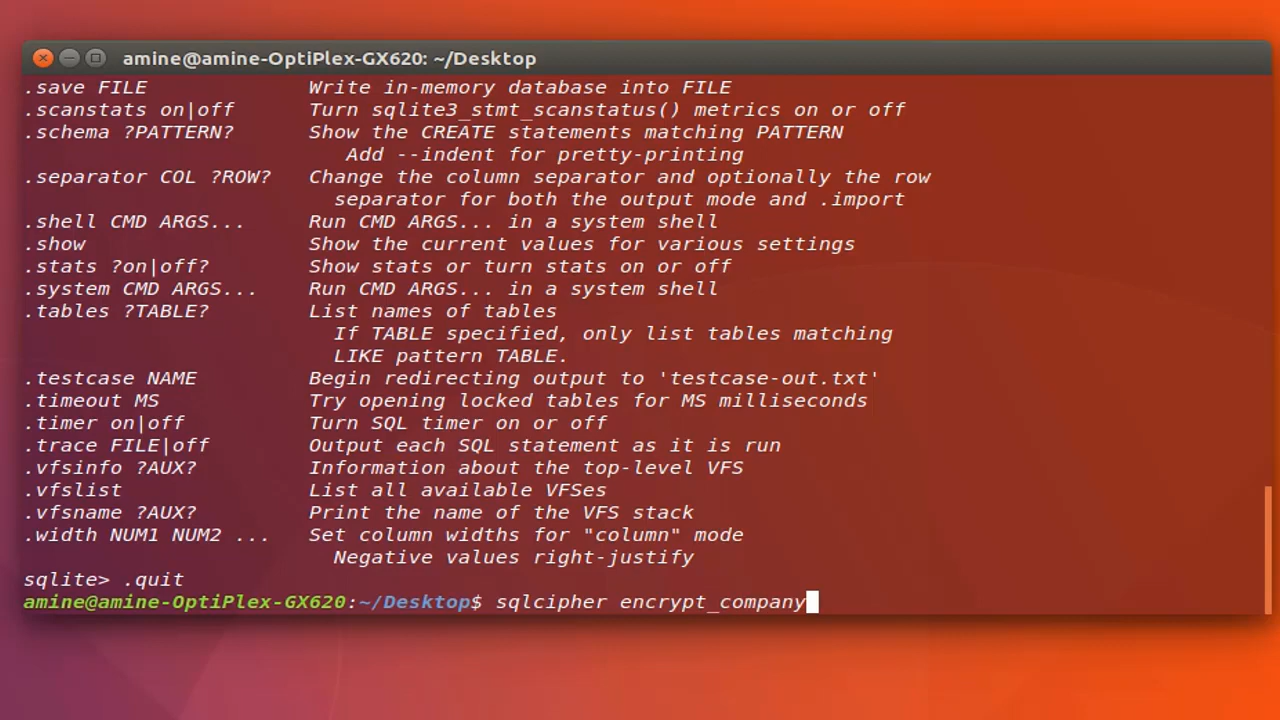 amine@amine-OptiPlex-GX620: ~/Desktop
.save FILE Write in-memory database into FILE
.scanstats on|off Turn sqlite3_stmt_scanstatus() metrics on or off
.schema ?PATTERN? Show the CREATE statements matching PATTERN
Add --indent for pretty-printing
.separator COL ?ROW? Change the column separator and optionally the row
separator for both the output mode and .import
.shell CMD ARGS... Run CMD ARGS... in a system shell
.show Show the current values for various settings
.stats ?on|off? Show stats or turn stats on or off
.system CMD ARGS... Run CMD ARGS... in a system shell
.tables ?TABLE? List names of tables
If TABLE specified, only list tables matching
LIKE pattern TABLE.
.testcase NAME Begin redirecting output to 'testcase-out.txt'
.timeout MS Try opening locked tables for MS milliseconds
.timer on|off Turn SQL timer on or off
.trace FILE|off Output each SQL statement as it is run
.vfsinfo ?AUX? Information about the top-level VFS
.vfslist List all available VFSes
.vfsname ?AUX? Print the name of the VFS stack
.width NUM1 NUM2 ... Set column widths for "column" mode
Negative values right-justify
sqlite> .quit
amine@amine-OptiPlex-GX620:~/Desktop$ sqlcipher encrypt_company